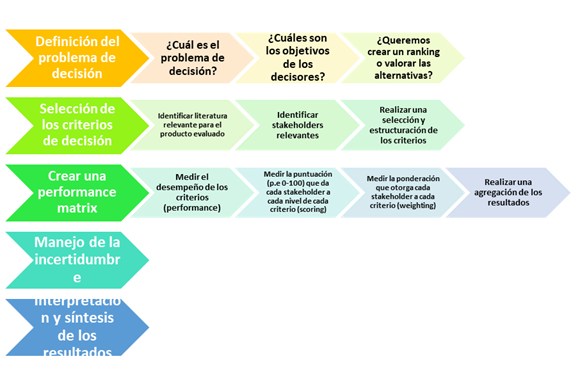 Definición del
problema de
decisión
¿Cuál es el
problema de
decisión?
¿Cuáles son
los objetivos
de los
decisores?
¿Queremos
crear un ranking
o valorar las
alternativas?
Selección de
los criterios
de decisión
Identificar literatura
relevante para el
producto evaluado
Identificar
stakeholders
relevantes
Realizar una
selección y
estructuración de
los criterios
Crear una
performance
matrix
Medir el
desempeño de los
criterios
(performance)
Medir la puntuación
(p.e 0-100) que da
cada stakeholder a
cada nivel de cada
criterio (scoring)
Medir la ponderación
que otorga cada
stakeholder a cada
criterio (weighting)
Realizar una
agregación de los
resultados
Manejo de la
incertidumbr
e
Interpretació
n y síntesis
de los
resultados